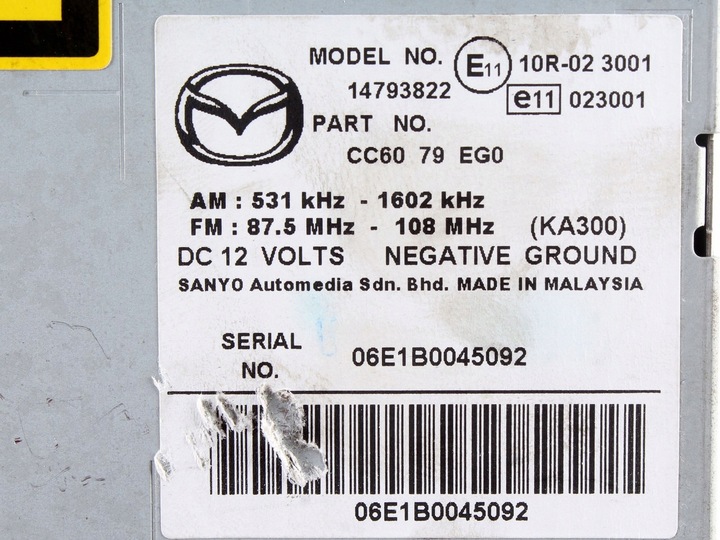 MODEL NO. E11 10R-02 3001
14793822 e11 023001
PART NO.
CC60 79 EG0
AM : 531 kHz - 1602 kHz
FM : 87.5 MHz - 108 MHz (KA300)
DC 12 VOLTS NEGATIVE GROUND
SANYO Automedia Sdn. Bhd. MADE IN MALAYSIA
SERIAL NO. 06E1B0045092
06E1B0045092